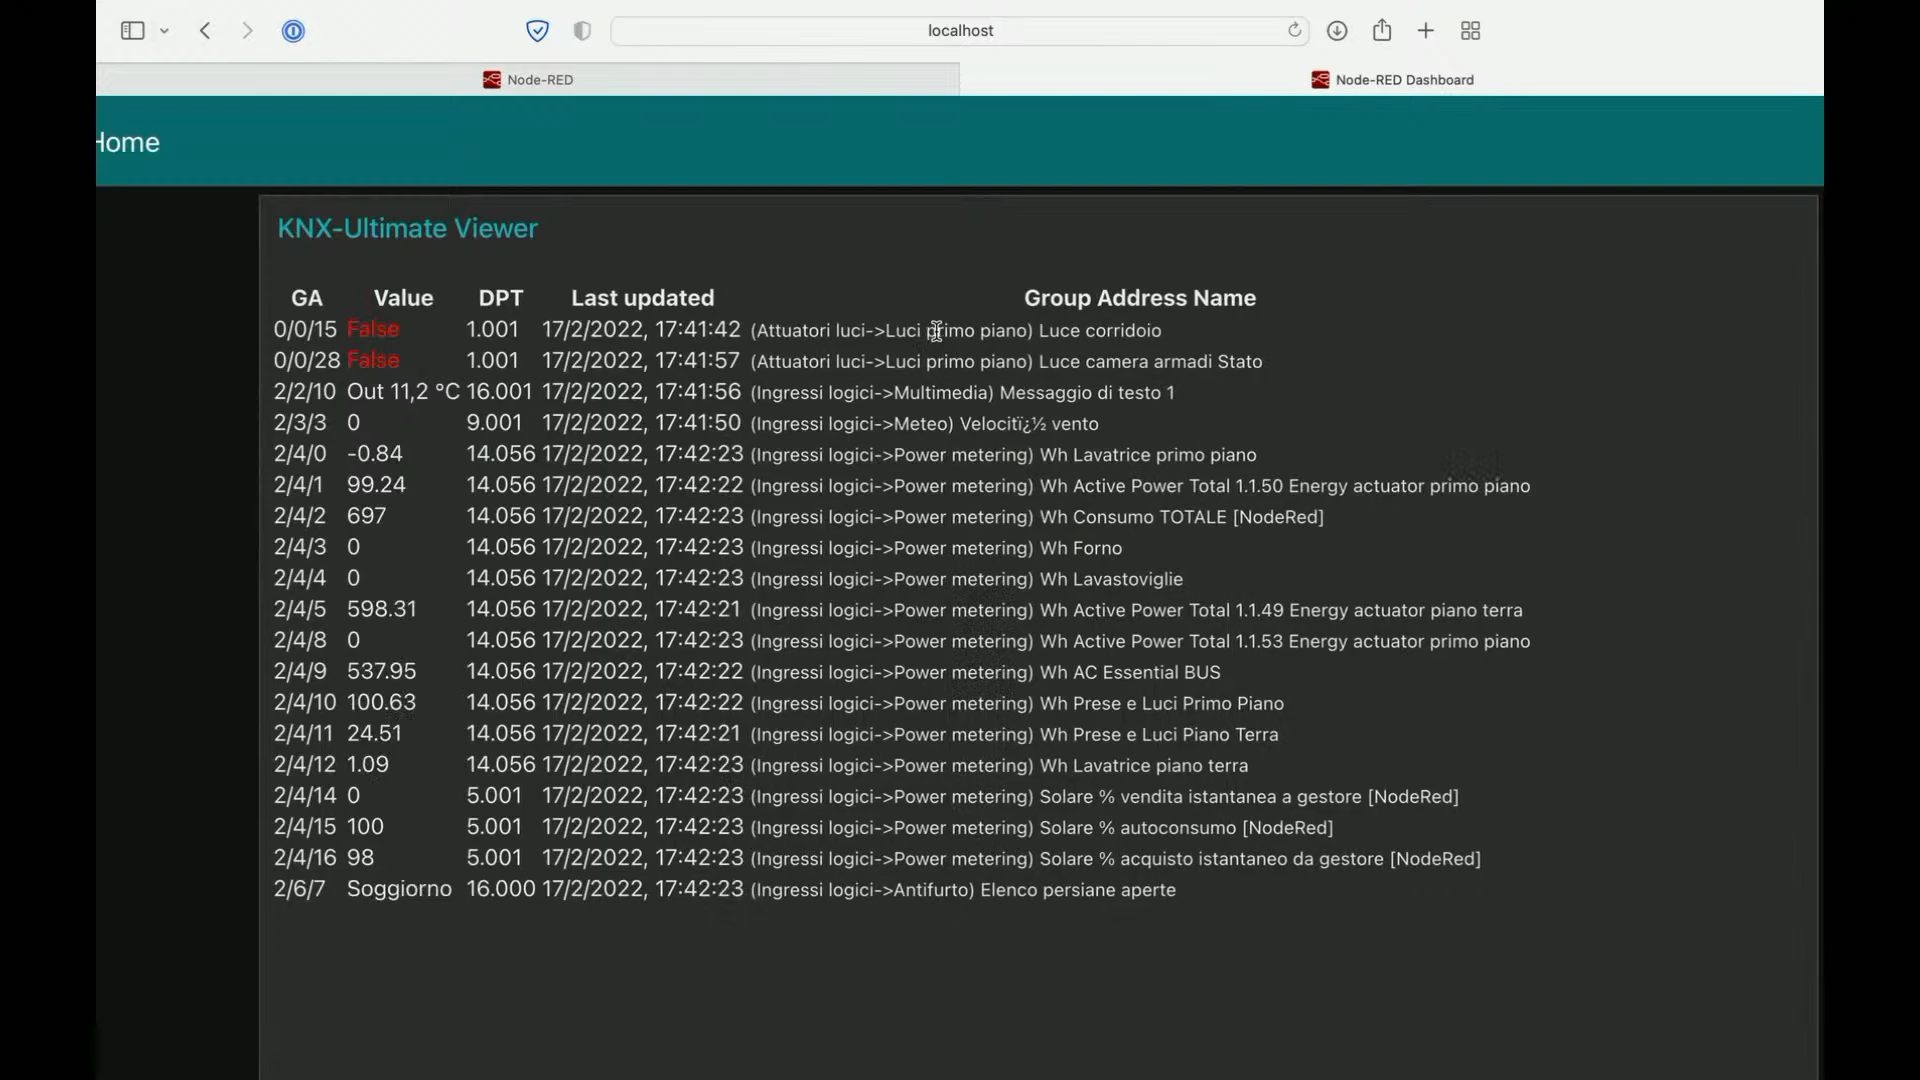 localhost
Node-RED
Node-RED Dashboard
Home
KNX-Ultimate Viewer
GA Value DPT Last updated Group Address Name
0/0/15 False 1.001 17/2/2022, 17:41:42 (Attuatori luci->Luci primo piano) Luce corridoio
0/0/28 False 1.001 17/2/2022, 17:41:57 (Attuatori luci->Luci primo piano) Luce camera armadi Stato
2/2/10 Out 11,2 °C 16.001 17/2/2022, 17:41:56 (Ingressi logici->Multimedia) Messaggio di testo 1
2/3/3 0 9.001 17/2/2022, 17:41:50 (Ingressi logici->Meteo) Velocitï¿½ vento
2/4/0 -0.84 14.056 17/2/2022, 17:42:23 (Ingressi logici->Power metering) Wh Lavatrice primo piano
2/4/1 99.24 14.056 17/2/2022, 17:42:22 (Ingressi logici->Power metering) Wh Active Power Total 1.1.50 Energy actuator primo piano
2/4/2 697 14.056 17/2/2022, 17:42:23 (Ingressi logici->Power metering) Wh Consumo TOTALE [NodeRed]
2/4/3 0 14.056 17/2/2022, 17:42:23 (Ingressi logici->Power metering) Wh Forno
2/4/4 0 14.056 17/2/2022, 17:42:23 (Ingressi logici->Power metering) Wh Lavastoviglie
2/4/5 598.31 14.056 17/2/2022, 17:42:21 (Ingressi logici->Power metering) Wh Active Power Total 1.1.49 Energy actuator piano terra
2/4/8 0 14.056 17/2/2022, 17:42:23 (Ingressi logici->Power metering) Wh Active Power Total 1.1.53 Energy actuator primo piano
2/4/9 537.95 14.056 17/2/2022, 17:42:22 (Ingressi logici->Power metering) Wh AC Essential BUS
2/4/10 100.63 14.056 17/2/2022, 17:42:22 (Ingressi logici->Power metering) Wh Prese e Luci Primo Piano
2/4/11 24.51 14.056 17/2/2022, 17:42:21 (Ingressi logici->Power metering) Wh Prese e Luci Piano Terra
2/4/12 1.09 14.056 17/2/2022, 17:42:23 (Ingressi logici->Power metering) Wh Lavatrice piano terra
2/4/14 0 5.001 17/2/2022, 17:42:23 (Ingressi logici->Power metering) Solare % vendita istantanea a gestore [NodeRed]
2/4/15 100 5.001 17/2/2022, 17:42:23 (Ingressi logici->Power metering) Solare % autoconsumo [NodeRed]
2/4/16 98 5.001 17/2/2022, 17:42:23 (Ingressi logici->Power metering) Solare % acquisto istantaneo da gestore [NodeRed]
2/6/7 Soggiorno 16.000 17/2/2022, 17:42:23 (Ingressi logici->Antifurto) Elenco persiane aperte